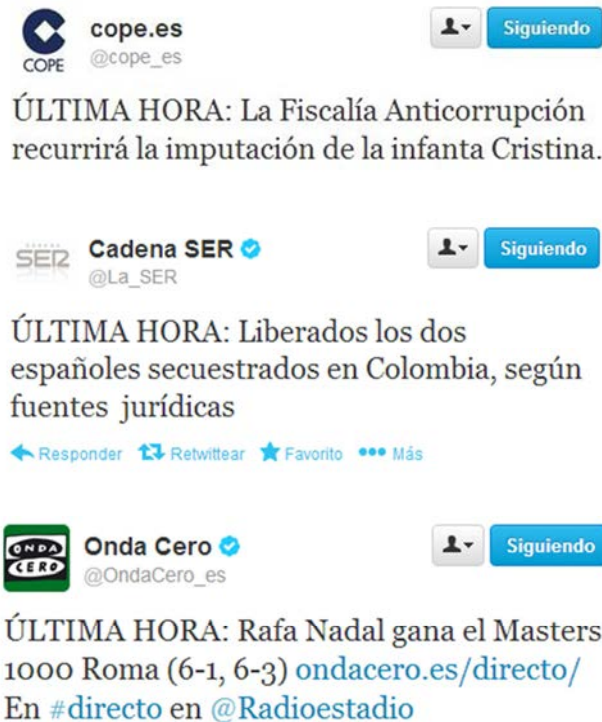 cope.es
@cope_es
Siguiendo
COPE
ÚLTIMA HORA: La Fiscalía Anticorrupción
recurrirá la imputación de la infanta Cristina.
SER
Cadena SER
@La_SER
Siguiendo
ÚLTIMA HORA: Liberados los dos
españoles secuestrados en Colombia, según
fuentes jurídicas
Responder Retwittear Favorito Más
ONDA
CERO
Onda Cero
@OndaCero_es
Siguiendo
ÚLTIMA HORA: Rafa Nadal gana el Masters
1000 Roma (6-1, 6-3) ondacero.es/directo/
En #directo en @Radioestadio